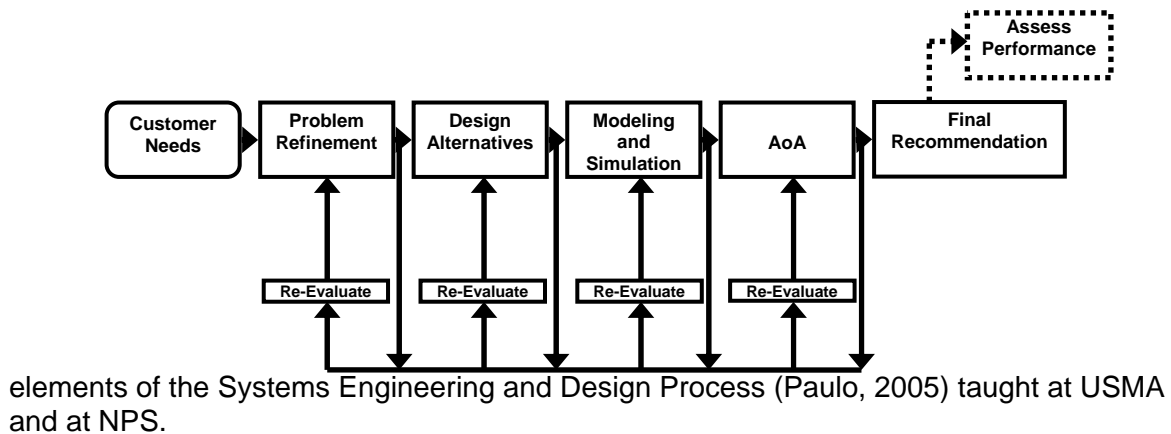 Assess
Performance
Customer
Needs
Problem
Refinement
Design
Alternatives
Modeling
and
Simulation
AoA
Final
Recommendation
Re-Evaluate
Re-Evaluate
Re-Evaluate
Re-Evaluate
elements of the Systems Engineering and Design Process (Paulo, 2005) taught at USMA
and at NPS.